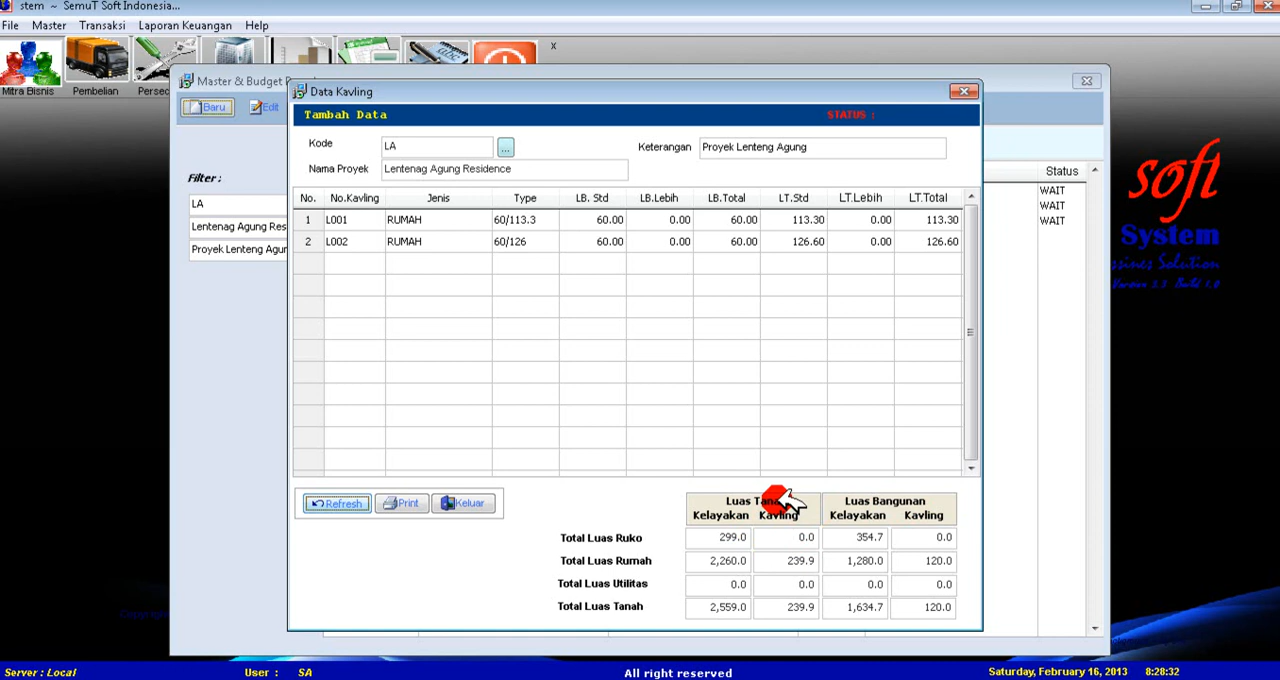 stem ~ SemuT Soft Indonesia...
File Master Transaksi Laporan Keuangan Help
x
Mitra Bisnis Pembelian Persec
Master & Budget
Baru Edit
Filter :
LA
Lentenag Agung Res
Proyek Lenteng Agun
Data Kavling
Tambah Data STATUS :
Kode LA ... Keterangan Proyek Lenteng Agung
Nama Proyek Lentenag Agung Residence
No. No.Kavling Jenis Type LB. Std LB.Lebih LB.Total LT.Std LT.Lebih LT.Total
1 L001 RUMAH 60/113.3 60.00 0.00 60.00 113.30 0.00 113.30
2 L002 RUMAH 60/126 60.00 0.00 60.00 126.60 0.00 126.60
Refresh Print Keluar
Luas Luas Bangunan
Kelayakan Kavling Kelayakan Kavling
Total Luas Ruko 299.0 0.0 354.7 0.0
Total Luas Rumah 2,260.0 239.9 1,280.0 120.0
Total Luas Utilitas 0.0 0.0 0.0 0.0
Total Luas Tanah 2,559.0 239.9 1,634.7 120.0
Status
WAIT
WAIT
WAIT
soft
System
ssines Solution
Version 1.3 Build 1.0
Server : Local User : SA All right reserved Saturday, February 16, 2013 8:28:32